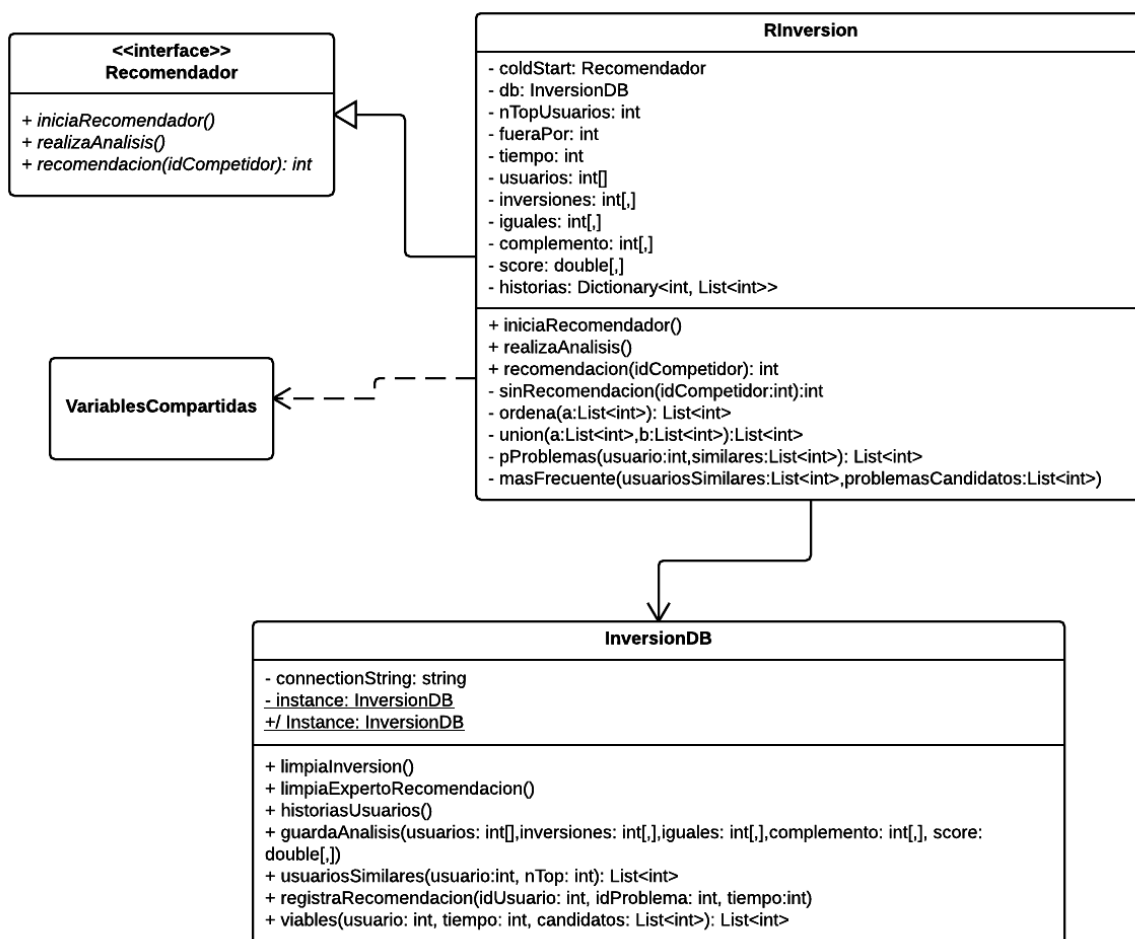 <<interface>>
Recomendador
+ iniciaRecomendador()
+ realizaAnalisis()
+ recomendacion(idCompetidor): int
RInversion
- coldStart: Recomendador
- db: InversionDB
- nTopUsuarios: int
- fueraPor: int
- tiempo: int
- usuarios: int[]
- inversiones: int[,]
- iguales: int[,]
- complemento: int[,]
- score: double[,]
- historias: Dictionary<int, List<int>>
+ iniciaRecomendador()
+ realizaAnalisis()
+ recomendacion(idCompetidor): int
- sinRecomendacion(idCompetidor:int):int
- ordena(a:List<int>): List<int>
- union(a:List<int>,b:List<int>):List<int>
- pProblemas(usuario:int,similares:List<int>): List<int>
- masFrecuente(usuariosSimilares:List<int>,problemasCandidatos:List<int>)
VariablesCompartidas
InversionDB
- connectionString: string
- instance: InversionDB
+/ Instance: InversionDB
+ limpiaInversion()
+ limpiaExpertoRecomendacion()
+ historiasUsuarios()
+ guardaAnalisis(usuarios: int[],inversiones: int[,],iguales: int[,],complemento: int[,], score:
double[,])
+ usuariosSimilares(usuario:int, nTop: int): List<int>
+ registraRecomendacion(idUsuario: int, idProblema: int, tiempo:int)
+ viables(usuario: int, tiempo: int, candidatos: List<int>): List<int>